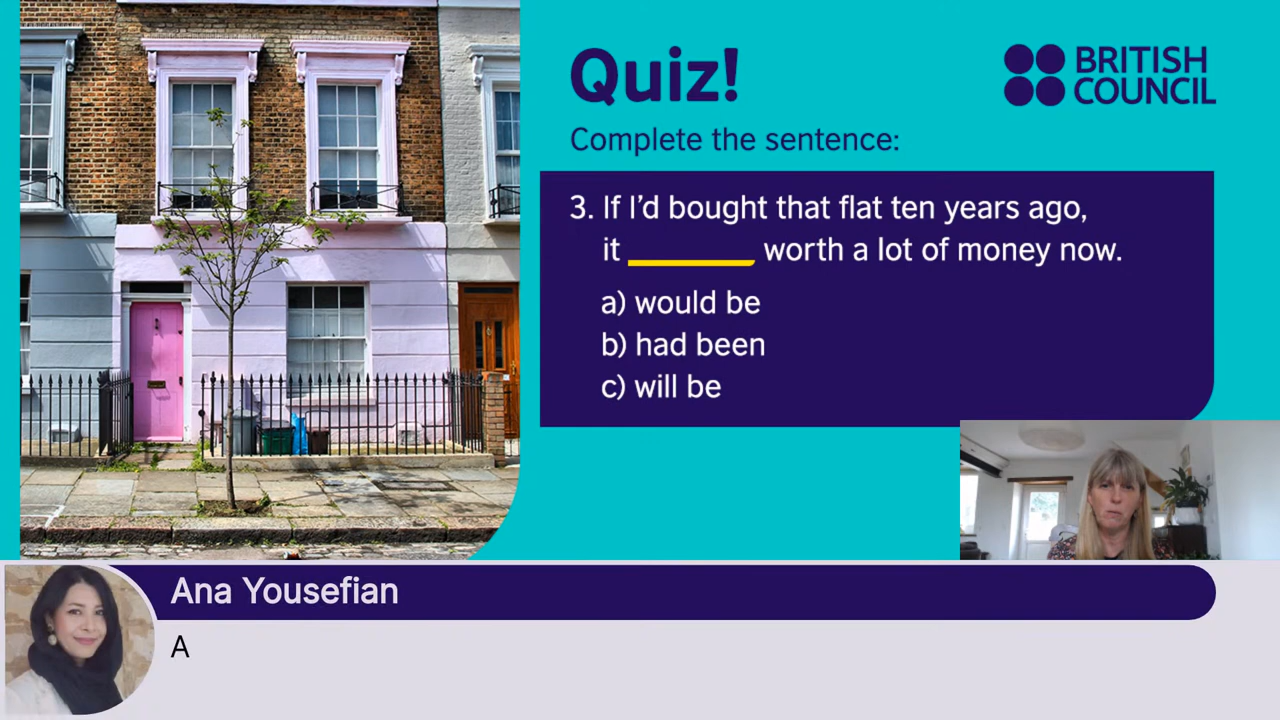 Quiz!
BRITISH
COUNCIL
Complete the sentence:
3. If I’d bought that flat ten years ago,
it ________ worth a lot of money now.
a) would be
b) had been
c) will be
Ana Yousefian
A